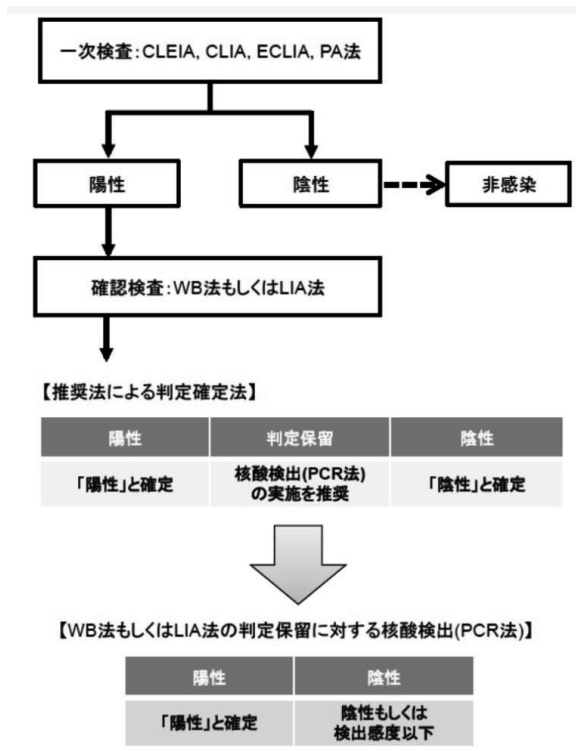 一次検査:CLEIA, CLIA, ECLIA, PA法
陽性
陰性
非感染
確認検査:WB法もしくはLIA法
【推奨法による判定確定法】
陽性
判定保留
陰性
「陽性」と確定
核酸検出(PCR法)
の実施を推奨
「陰性」と確定
【WB法もしくはLIA法の判定保留に対する核酸検出(PCR法)】
陽性
陰性
「陽性」と確定
陰性もしくは
検出感度以下